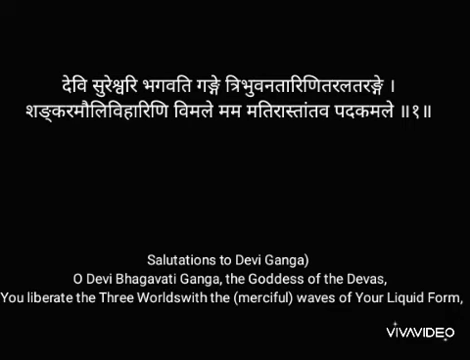 देवि सुरेश्वरि भगवति गङ्गे त्रिभुवनतारिणितरलतरङ्गे ।
शङ्करमौलिविहारिणि विमले मम मतिरास्तांतव पदकमले ॥१॥
Salutations to Devi Ganga)
O Devi Bhagavati Ganga, the Goddess of the Devas,
You liberate the Three Worldswith the (merciful) waves of Your Liquid Form,
VIVAVIDEO